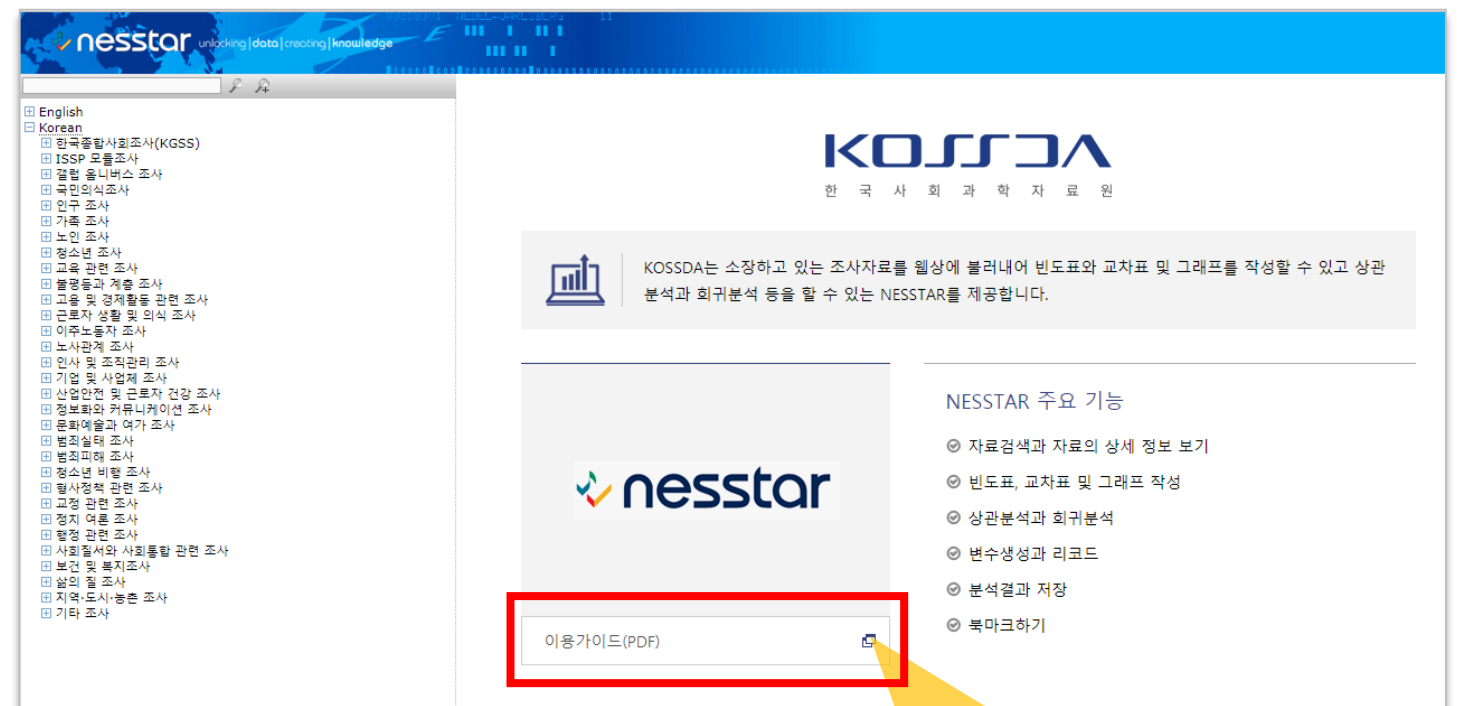 nesstar unlocking | data | creating | knowledge
English
Korean
한국종합사회조사(KGSS)
ISSP 모듈조사
갤럽 옴니버스 조사
국민의식조사
인구 조사
가족 조사
노인 조사
청소년 조사
교육 관련 조사
불평등과 계층 조사
고용 및 경제활동 관련 조사
근로자 생활 및 의식 조사
이주노동자 조사
노사관계 조사
인사 및 조직관리 조사
기업 및 사업체 조사
산업안전 및 근로자 건강 조사
정보화와 커뮤니케이션 조사
문화예술과 여가 조사
범죄실태 조사
범죄피해 조사
청소년 비행 조사
형사정책 관련 조사
교정 관련 조사
정치 여론 조사
행정 관련 조사
사회질서와 사회통합 관련 조사
보건 및 복지조사
삶의 질 조사
지역·도시·농촌 조사
기타 조사
KOSSDA
한국사회과학자료원
KOSSDA는 소장하고 있는 조사자료를 웹상에 불러내어 빈도표와 교차표 및 그래프를 작성할 수 있고 상관
분석과 회귀분석 등을 할 수 있는 NESSTAR를 제공합니다.
nesstar
이용가이드(PDF)
NESSTAR 주요 기능
자료검색과 자료의 상세 정보 보기
빈도표, 교차표 및 그래프 작성
상관분석과 회귀분석
변수생성과 리코드
분석결과 저장
북마크하기